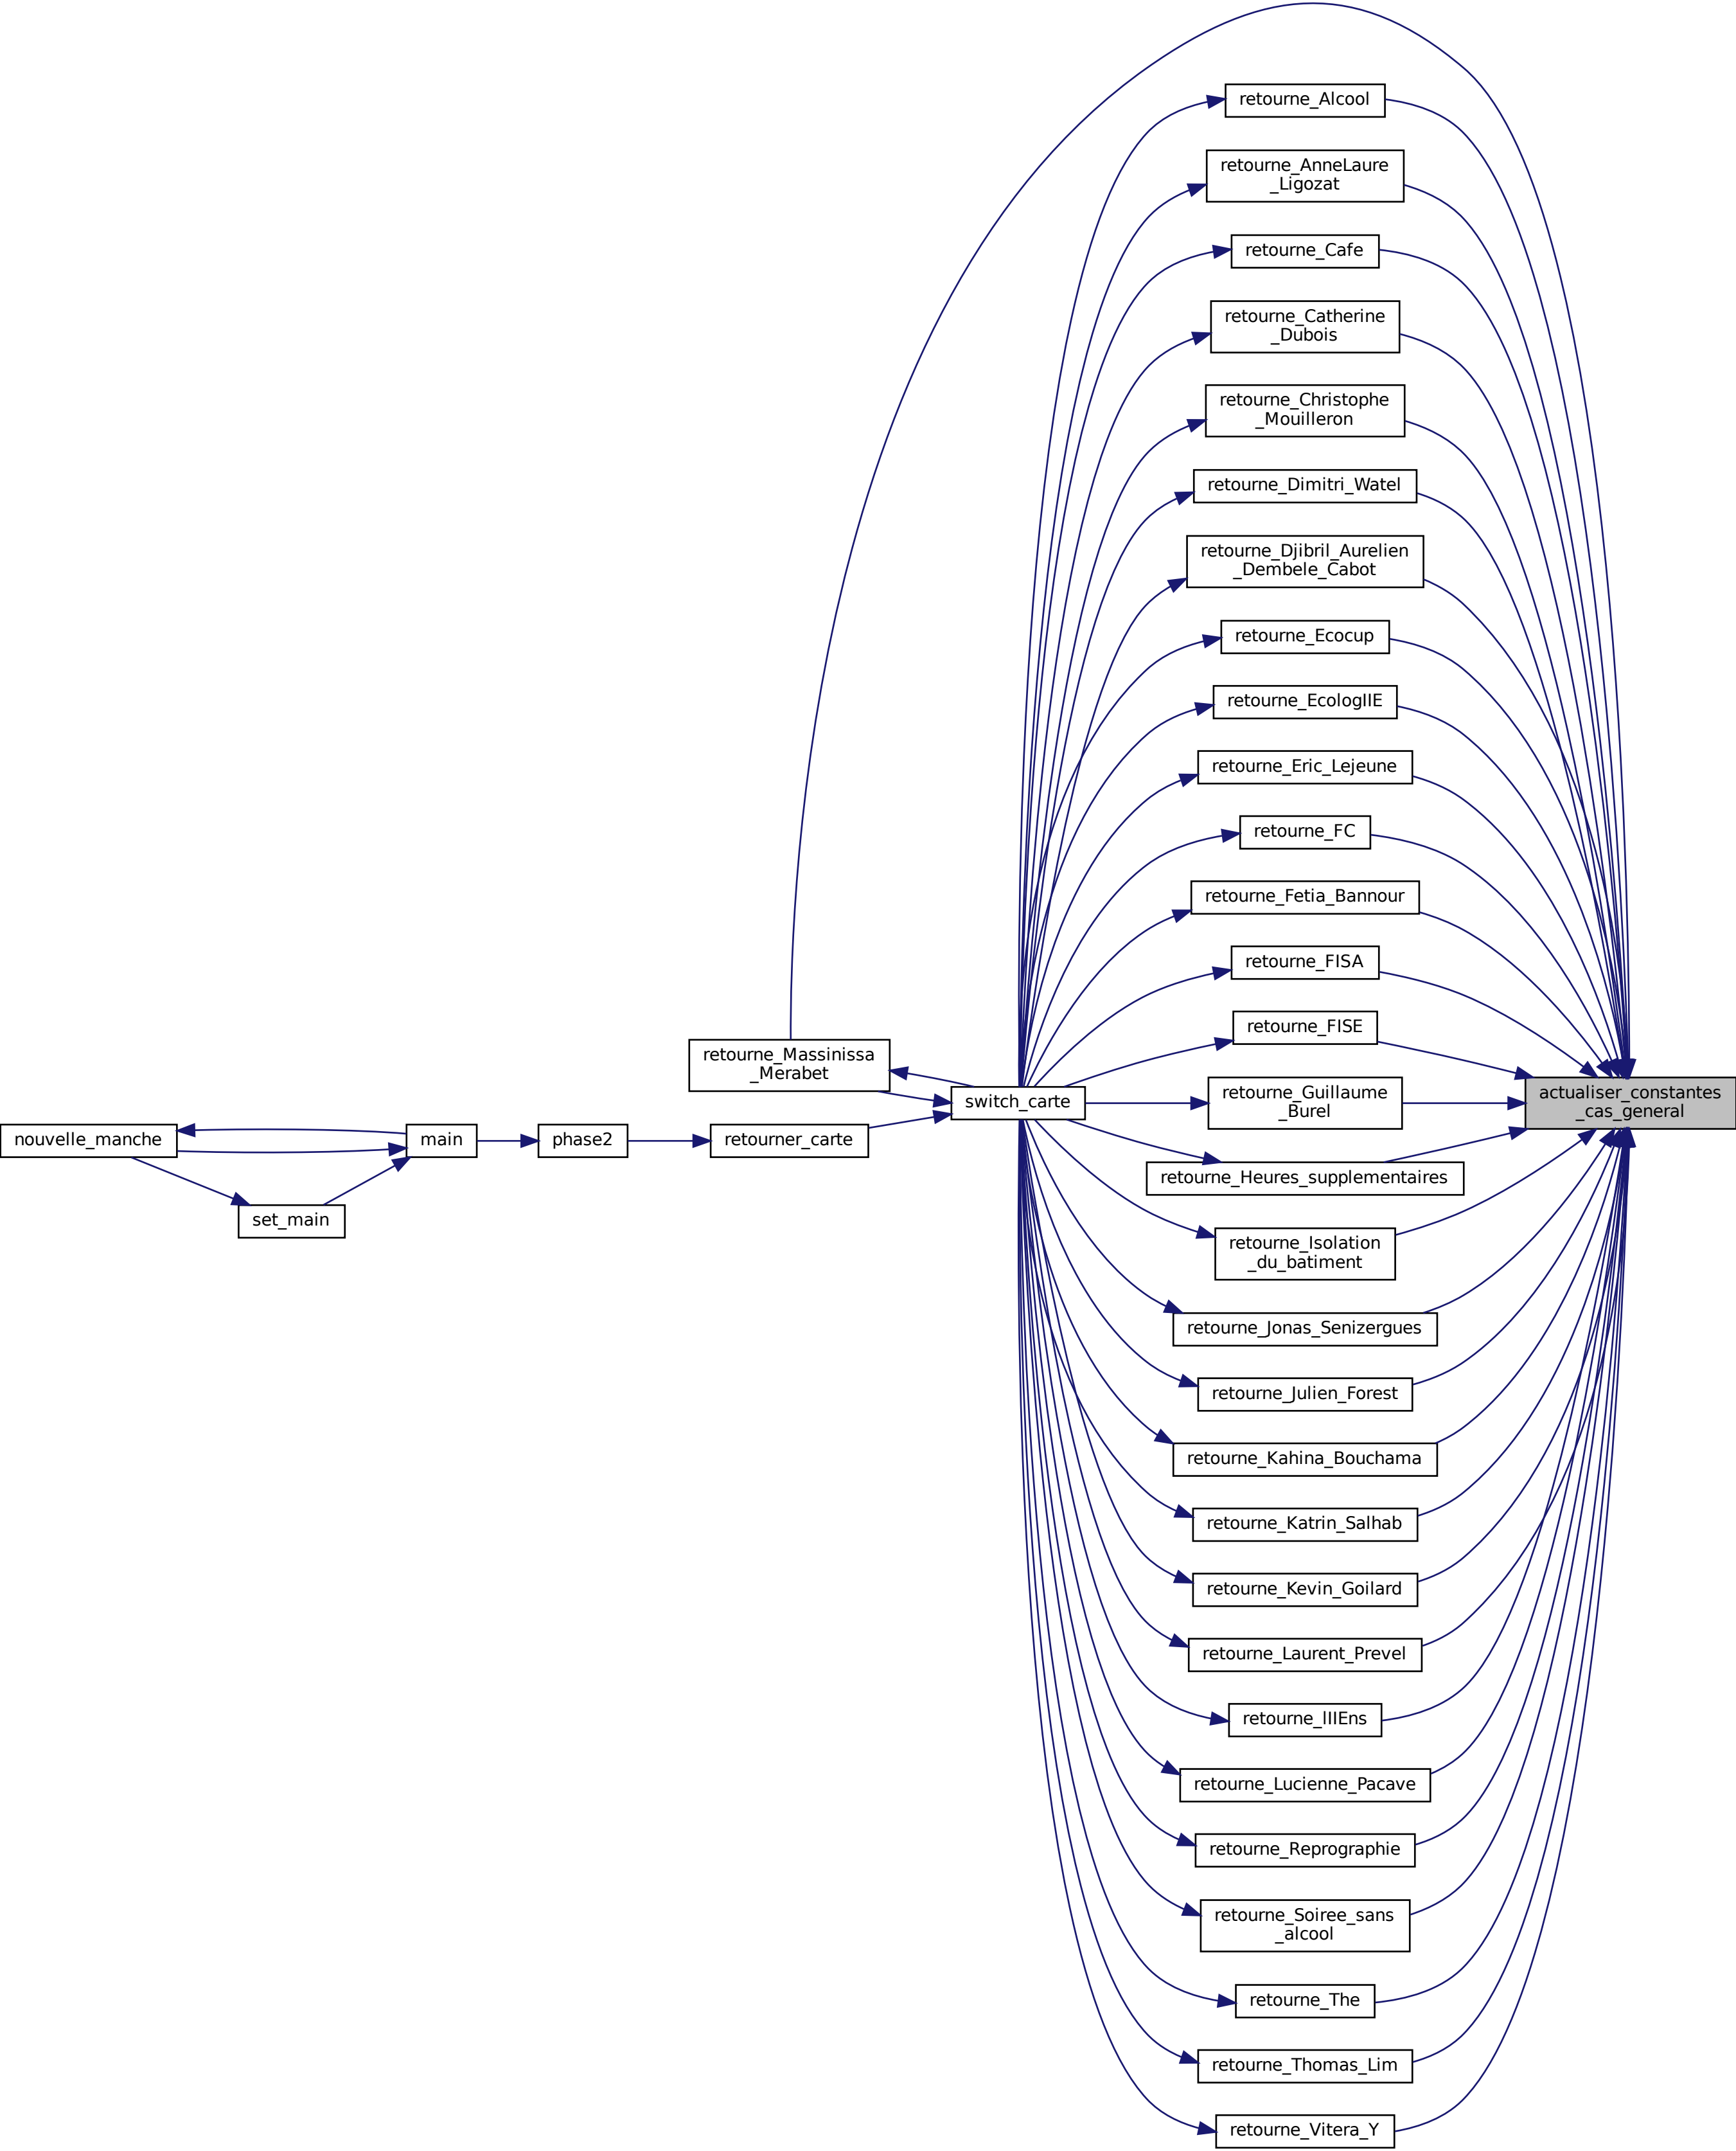 retourne_Alcool
retourne_AnneLaure
_Ligozat
retourne_Cafe
retourne_Catherine
_Dubois
retourne_Christophe
_Mouilleron
retourne_Dimitri_Watel
retourne_Djibril_Aurelien
_Dembele_Cabot
retourne_Ecocup
retourne_EcologIIE
retourne_Eric_Lejeune
retourne_FC
retourne_Fetia_Bannour
retourne_FISA
retourne_FISE
retourne_Massinissa
_Merabet
switch_carte
retourne_Guillaume
_Burel
actualiser_constantes
_cas_general
nouvelle_manche
main
phase2
retourner_carte
retourne_Heures_supplementaires
set_main
retourne_Isolation
_du_batiment
retourne_Jonas_Senizergues
retourne_Julien_Forest
retourne_Kahina_Bouchama
retourne_Katrin_Salhab
retourne_Kevin_Goilard
retourne_Laurent_Prevel
retourne_lIIEns
retourne_Lucienne_Pacave
retourne_Reprographie
retourne_Soiree_sans
_alcool
retourne_The
retourne_Thomas_Lim
retourne_Vitera_Y